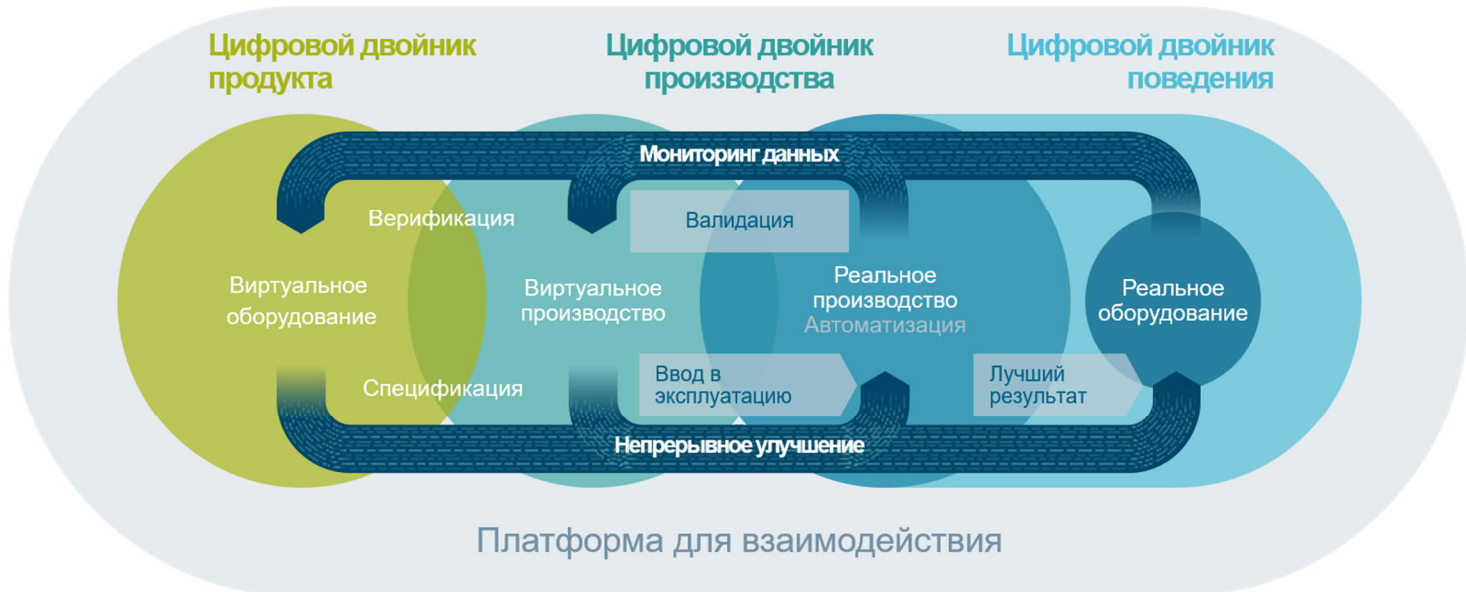 Цифровой двойник
продукта
Цифровой двойник
производства
Цифровой двойник
поведения
Мониторинг данных
Верификация
Валидация
Виртуальное
оборудование
Виртуальное
производство
Реальное
производство
Автоматизация
Реальное
оборудование
Спецификация
Ввод в
эксплуатацию
Лучший
результат
Непрерывное улучшение
Платформа для взаимодействия